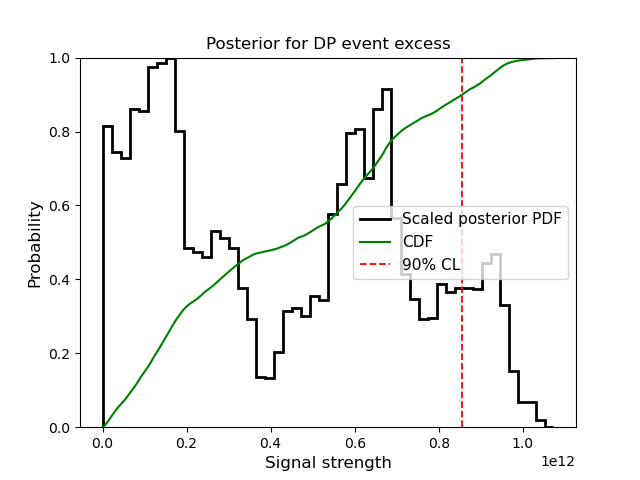 Posterior for DP event excess
1.0
0.8
0.6
0.4
0.2
0.0
Probability
Scaled posterior PDF
CDF
90% CL
0.0 0.2 0.4 0.6 0.8 1.0
1e12
Signal strength